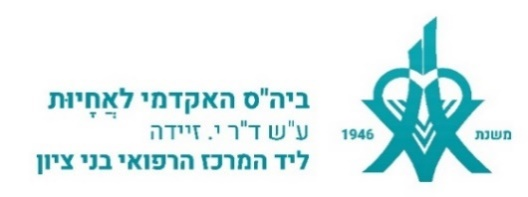 ביה"ס האקדמי לאֲחָיוּת
ע"ש ד"ר י. זיידה
ליד המרכז הרפואי בני ציון
משנת 1946